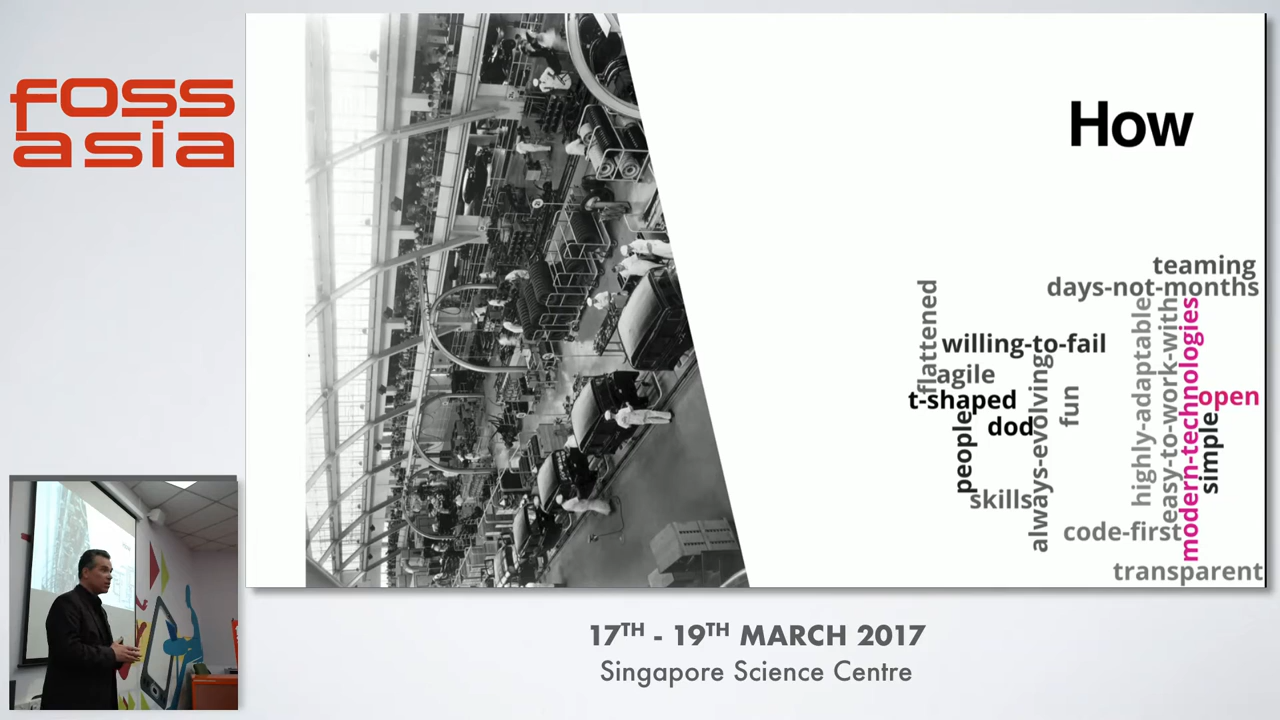 foss
asia
How
teaming
days-not-months
flattened
willing-to-fail
highly-adaptable
easy-to-work-with
modern-technologies
agile
t-shaped
open
fun
people
dod
always-evolving
simple
skills
code-first
transparent
17TH - 19TH MARCH 2017
Singapore Science Centre